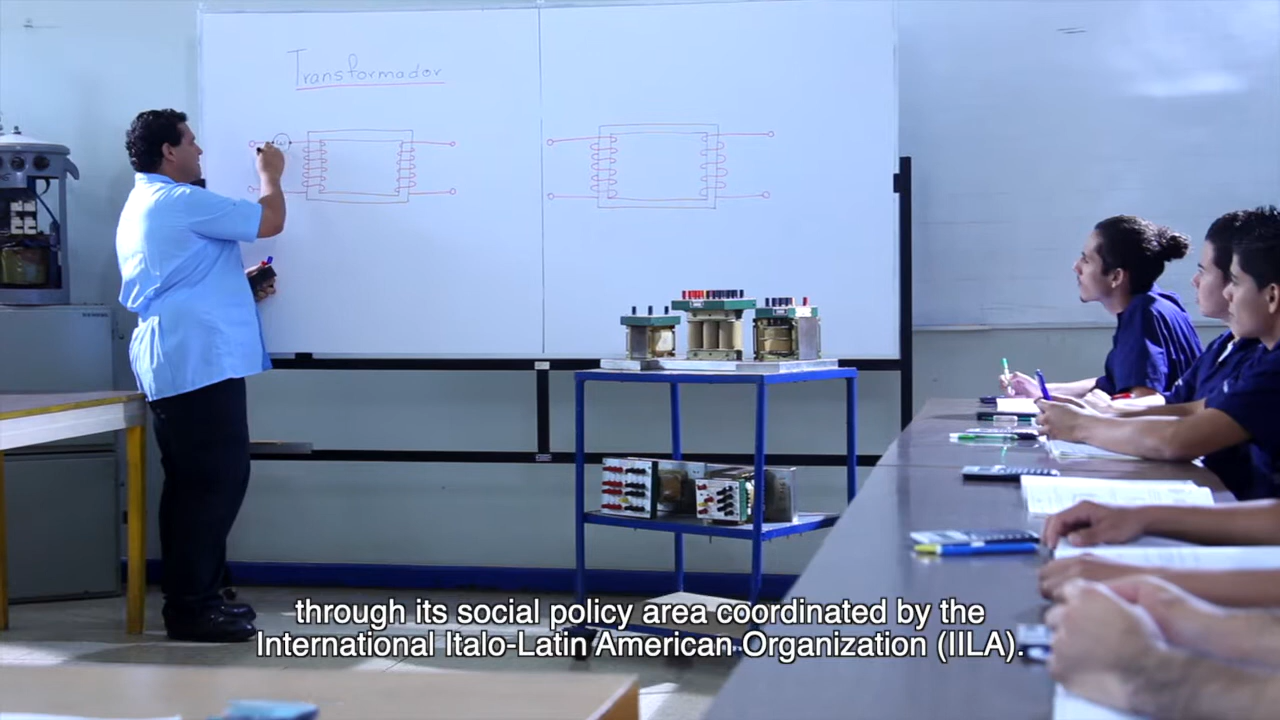 Transformador
through its social policy area coordinated by the
International Italo-Latin American Organization (IILA).